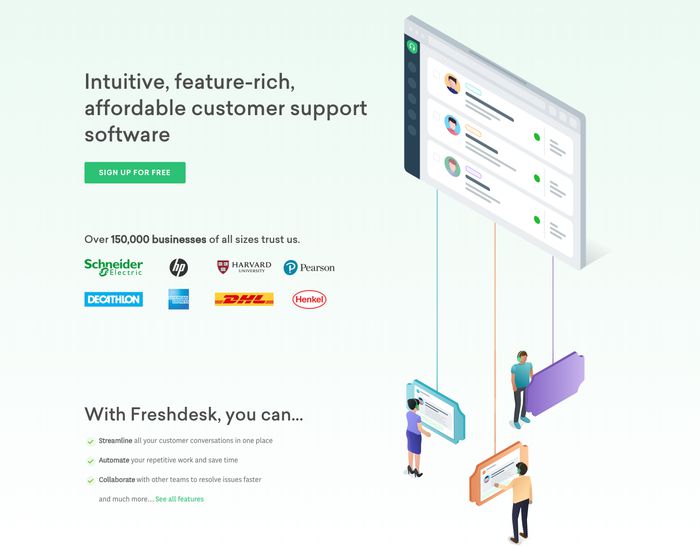 Intuitive, feature-rich,
affordable customer support
software
SIGN UP FOR FREE
Over 150,000 businesses of all sizes trust us.
Schneider Electric
hp
HARVARD UNIVERSITY
Pearson
DECATHLON
AMERICAN EXPRESS
DHL
Henkel
With Freshdesk, you can...
Streamline all your customer conversations in one place
Automate your repetitive work and save time
Collaborate with other teams to resolve issues faster
and much more... See all features